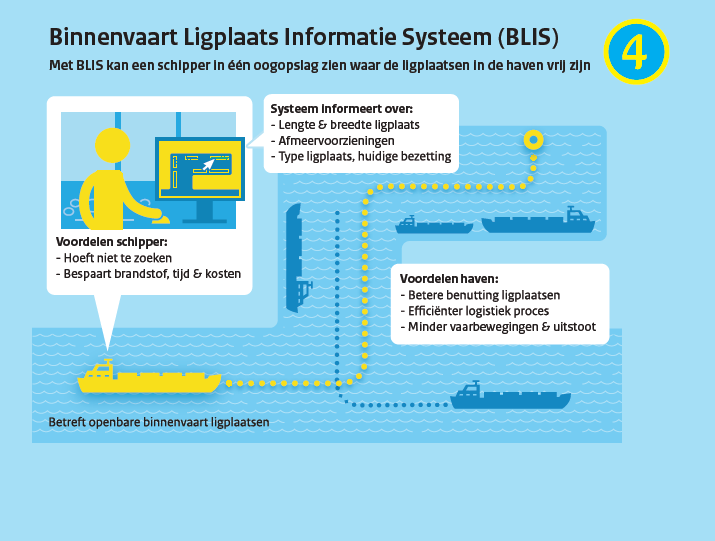 Binnenvaart Ligplaats Informatie Systeem (BLIS)
4
Met BLIS kan een schipper in één oogopslag zien waar de ligplaatsen in de haven vrij zijn
Systeem informeert over:
- Lengte & breedte ligplaats
- Afmeervoorzieningen
- Type ligplaats, huidige bezetting
Voordelen schipper:
- Hoeft niet te zoeken
- Bespaart brandstof, tijd & kosten
Voordelen haven:
- Betere benutting ligplaatsen
- Efficiënter logistiek proces
- Minder vaarbewegingen & uitstoot
Betreft openbare binnenvaart ligplaatsen